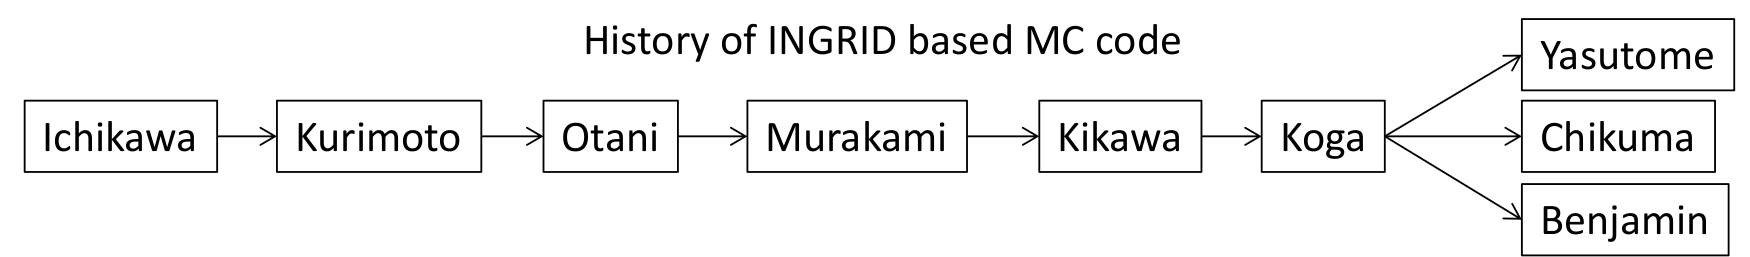 History of INGRID based MC code
Ichikawa
Kurimoto
Otani
Murakami
Kikawa
Koga
Yasutome
Chikuma
Benjamin